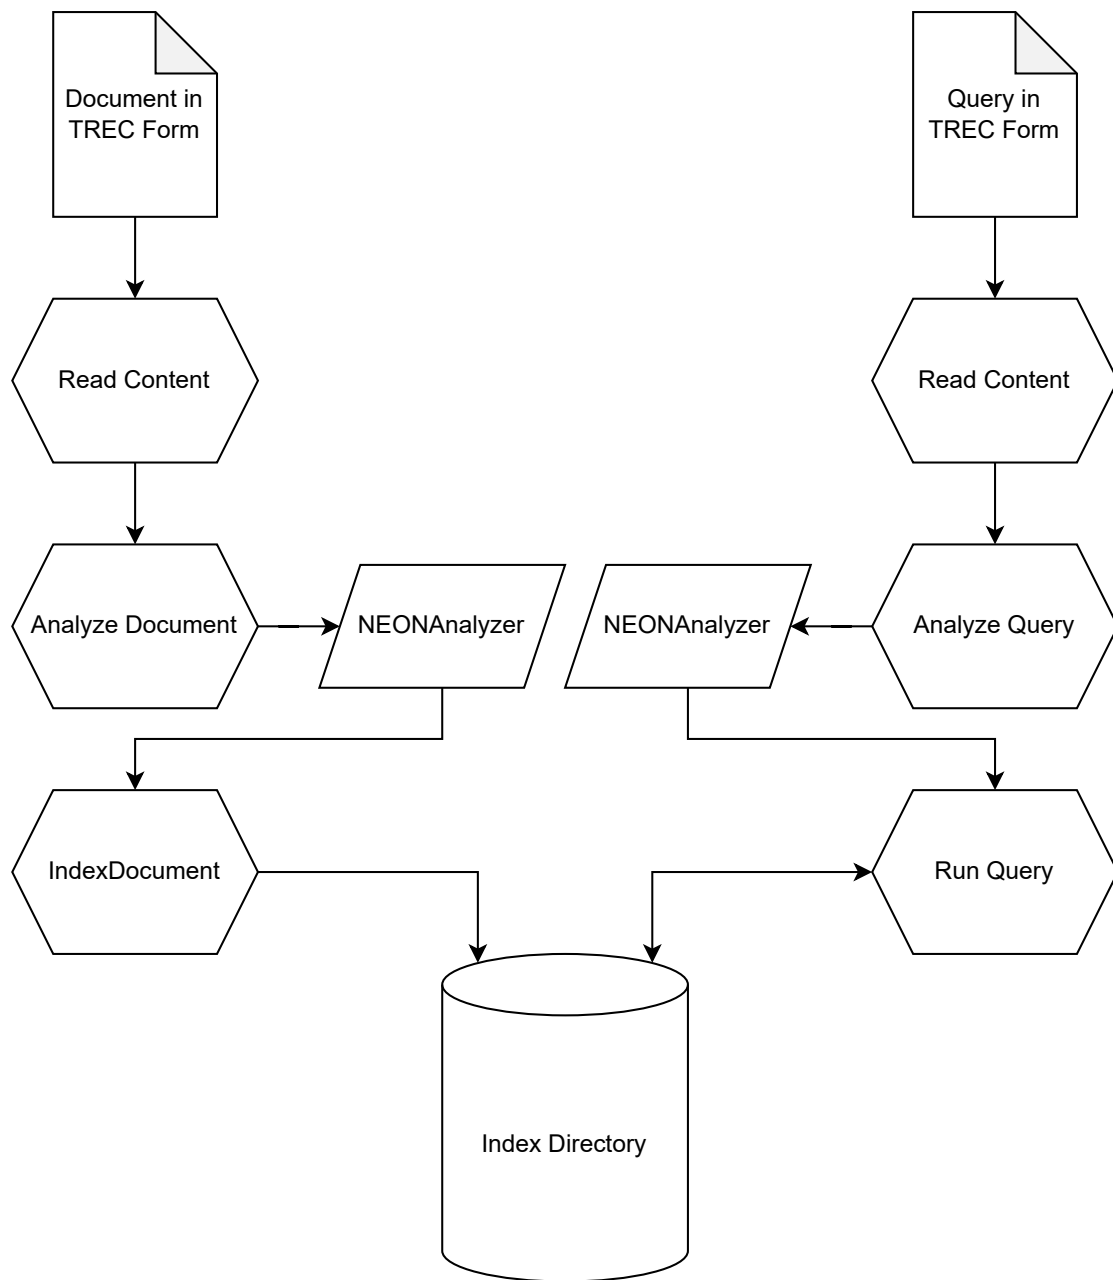 Document in
TREC Form
Query in
TREC Form
Read Content
Read Content
Analyze Document
NEONAnalyzer
NEONAnalyzer
Analyze Query
IndexDocument
Run Query
Index Directory